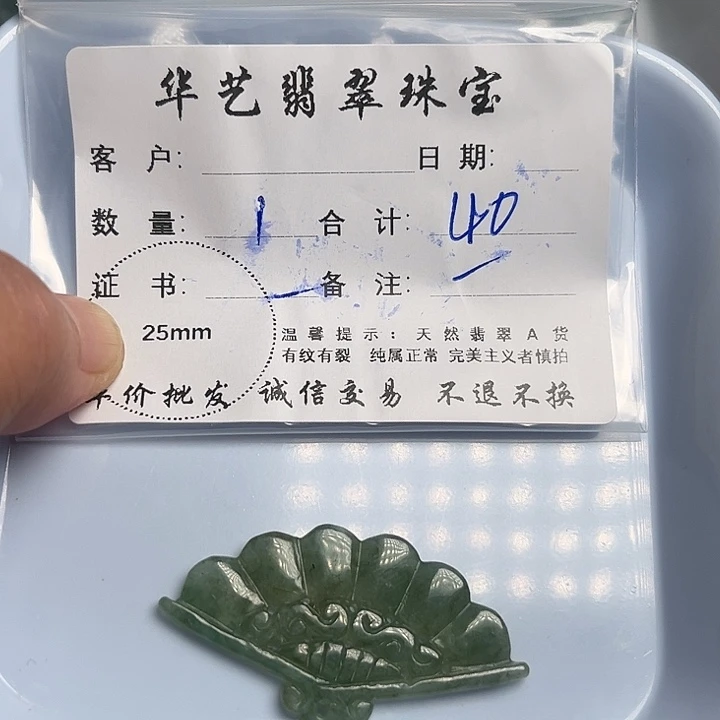 华艺翡翠珠宝
客 户: 日 期:
数 量: 1 合 计: 40
证 书: 备 注:
25mm
温馨提示: 天然翡翠A货
有纹有裂 纯属正常 完美主义者慎拍
价批发 诚信交易 不退不换